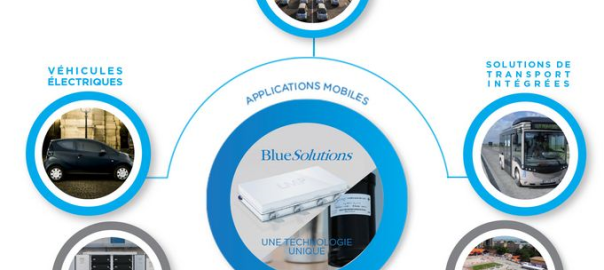 VÉHICULES
ÉLECTRIQUES
SOLUTIONS DE
TRANSPORT
INTÉGRÉES
APPLICATIONS MOBILES
BlueSolutions
UNE TECHNOLOGIE
UNIQUE